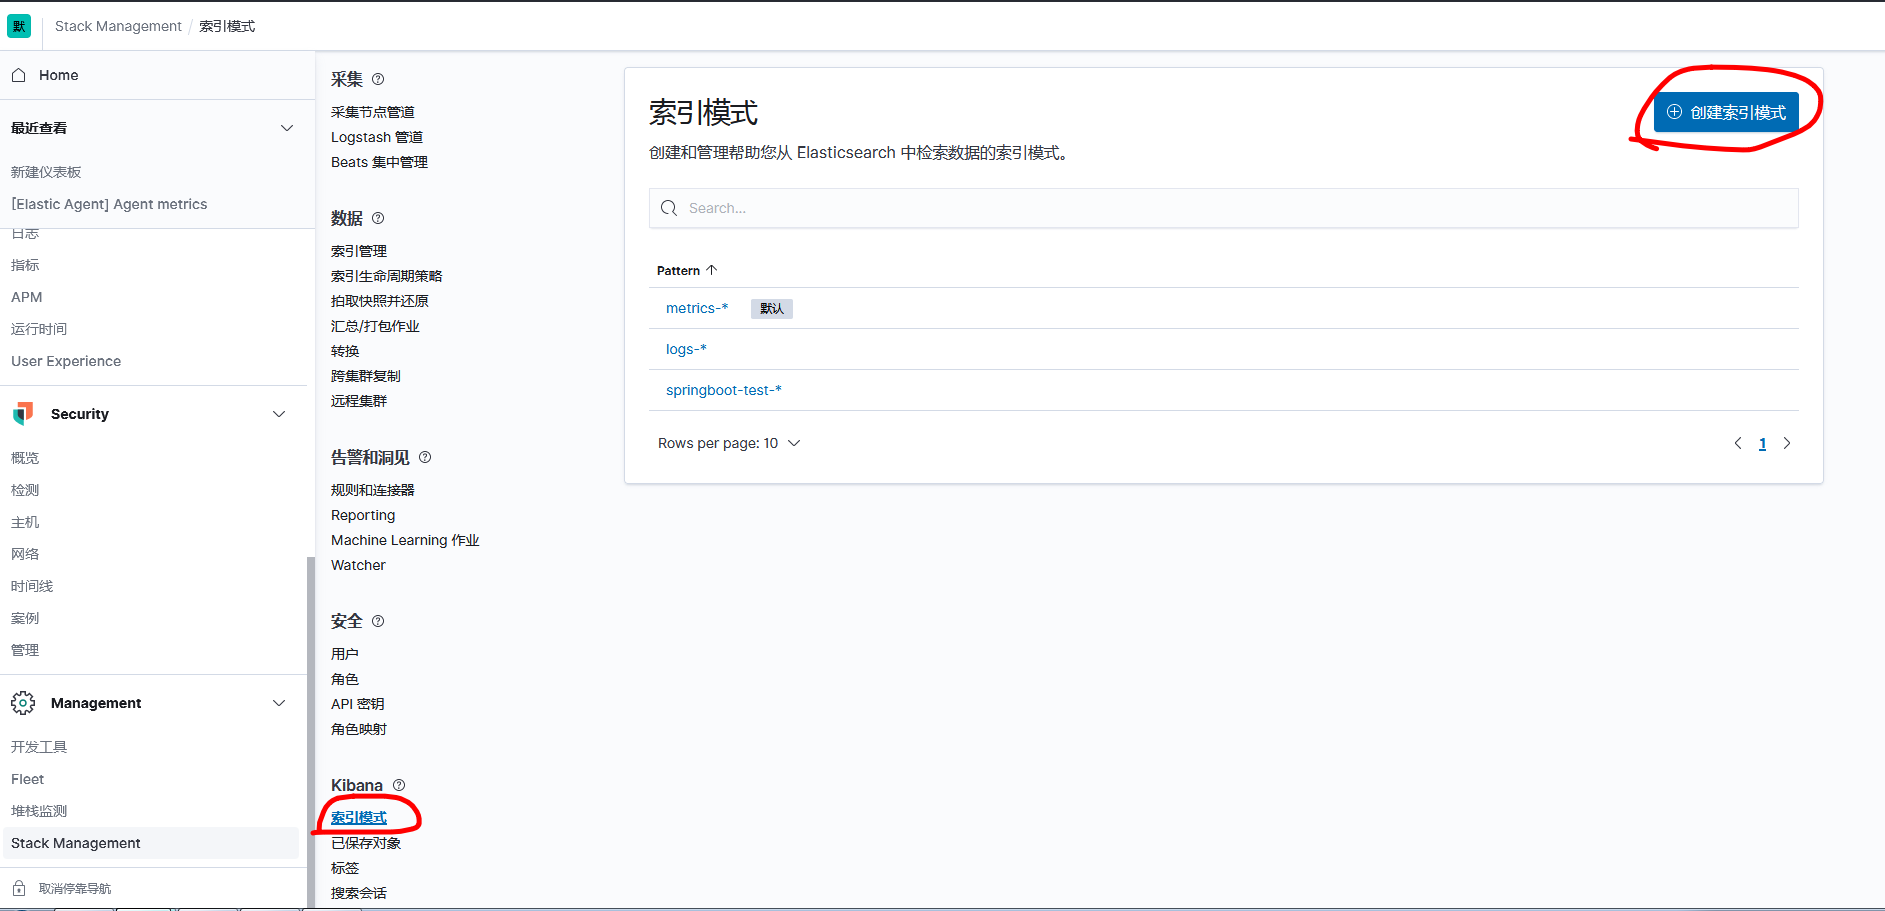 默 Stack Management / 索引模式
Home
最近查看
新建仪表板
[Elastic Agent] Agent metrics
日志
指标
APM
运行时间
User Experience
Security
概览
检测
主机
网络
时间线
案例
管理
Management
开发工具
Fleet
堆栈监测
Stack Management
取消停靠导航
采集
采集节点管道
Logstash 管道
Beats 集中管理
数据
索引管理
索引生命周期策略
拍取快照并还原
汇总/打包作业
转换
跨集群复制
远程集群
告警和洞见
规则和连接器
Reporting
Machine Learning 作业
Watcher
安全
用户
角色
API 密钥
角色映射
Kibana
索引模式
已保存对象
标签
搜索会话
索引模式
创建索引模式
创建和管理帮助您从 Elasticsearch 中检索数据的索引模式。
Search...
Pattern
metrics-* 默认
logs-*
springboot-test-*
Rows per page: 10
1